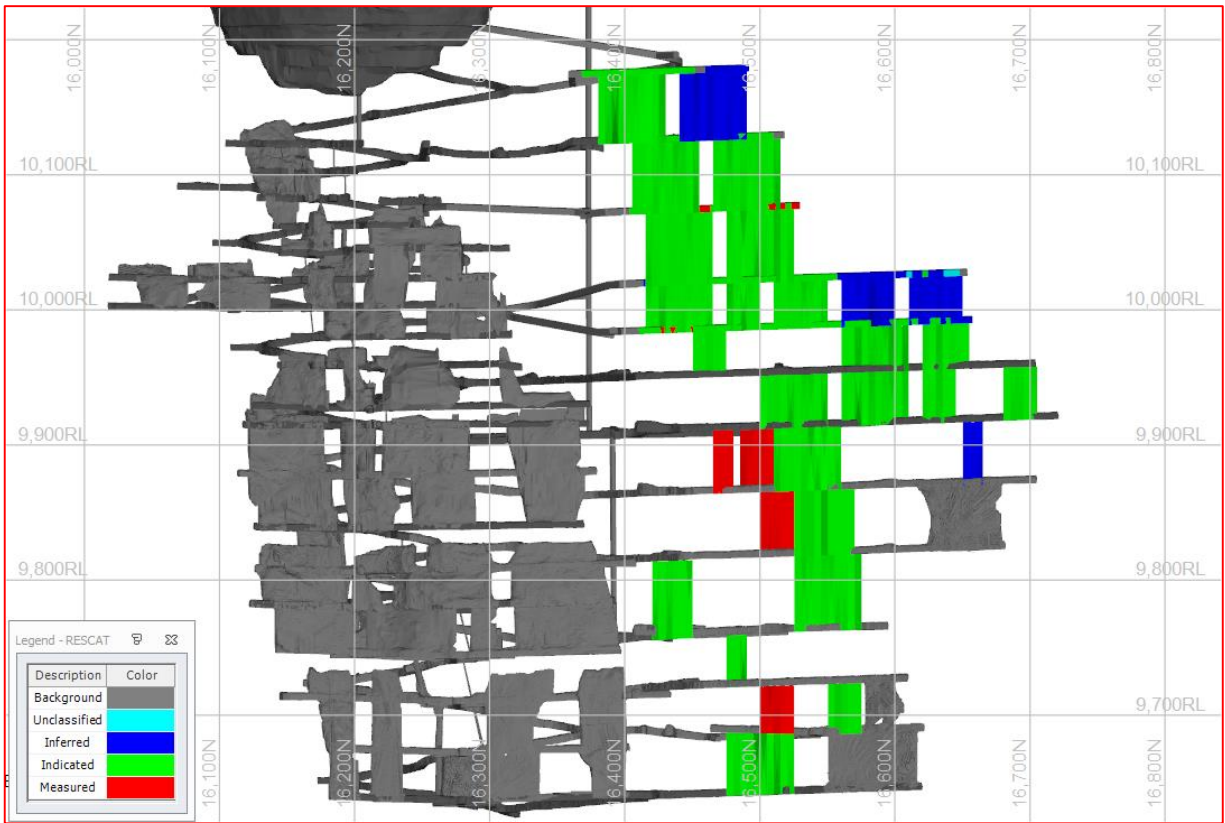 16,000N
16,100N
16,200N
16,300N
16,400N
16,500N
16,600N
16,700N
16,800N
10,100RL
10,100RL
10,000RL
10,000RL
9,900RL
9,900RL
9,800RL
9,800RL
9,700RL
Legend - RESCAT
Description Color
Background
Unclassified
Inferred
Indicated
Measured
16,100N
16,200N
16,300N
16,400N
16,500N
16,600N
16,700N
16,800N